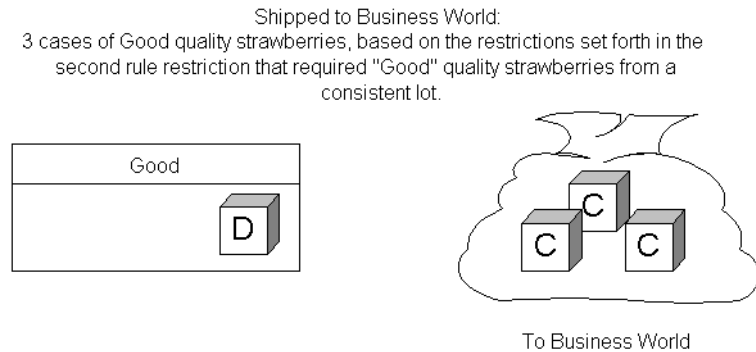 Shipped to Business World:
3 cases of Good quality strawberries, based on the restrictions set forth in the
second rule restriction that required "Good" quality strawberries from a
consistent lot.
Good
D
C
C
C
To Business World